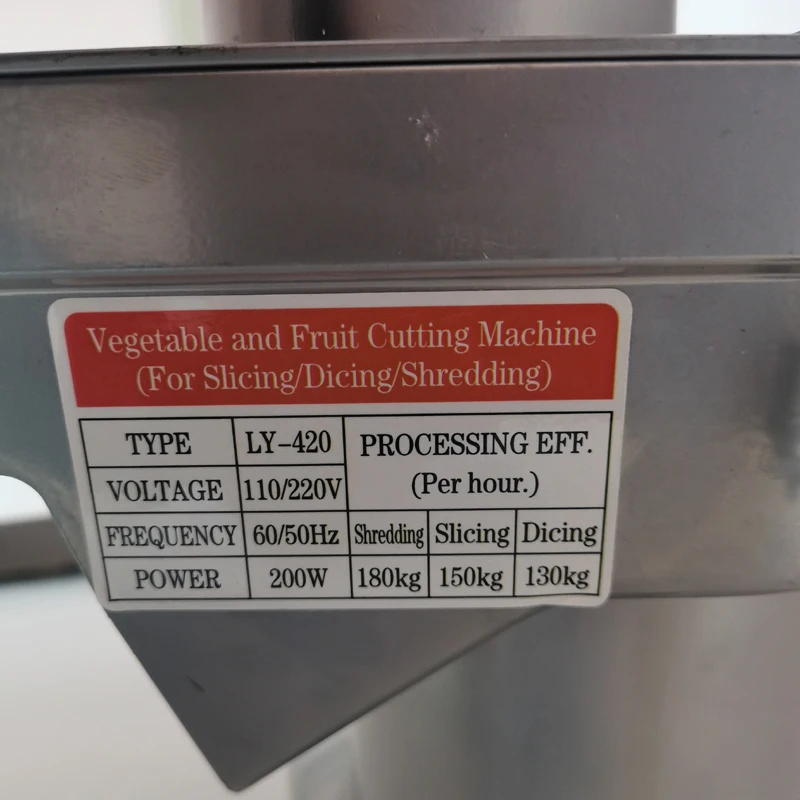 Vegetable and Fruit Cutting Machine
(For Slicing/Dicing/Shredding)
TYPE LY-420 PROCESSING EFF.
VOLTAGE 110/220V (Per hour.)
FREQUENCY 60/50Hz Shredding Slicing Dicing
POWER 200W 180kg 150kg 130kg